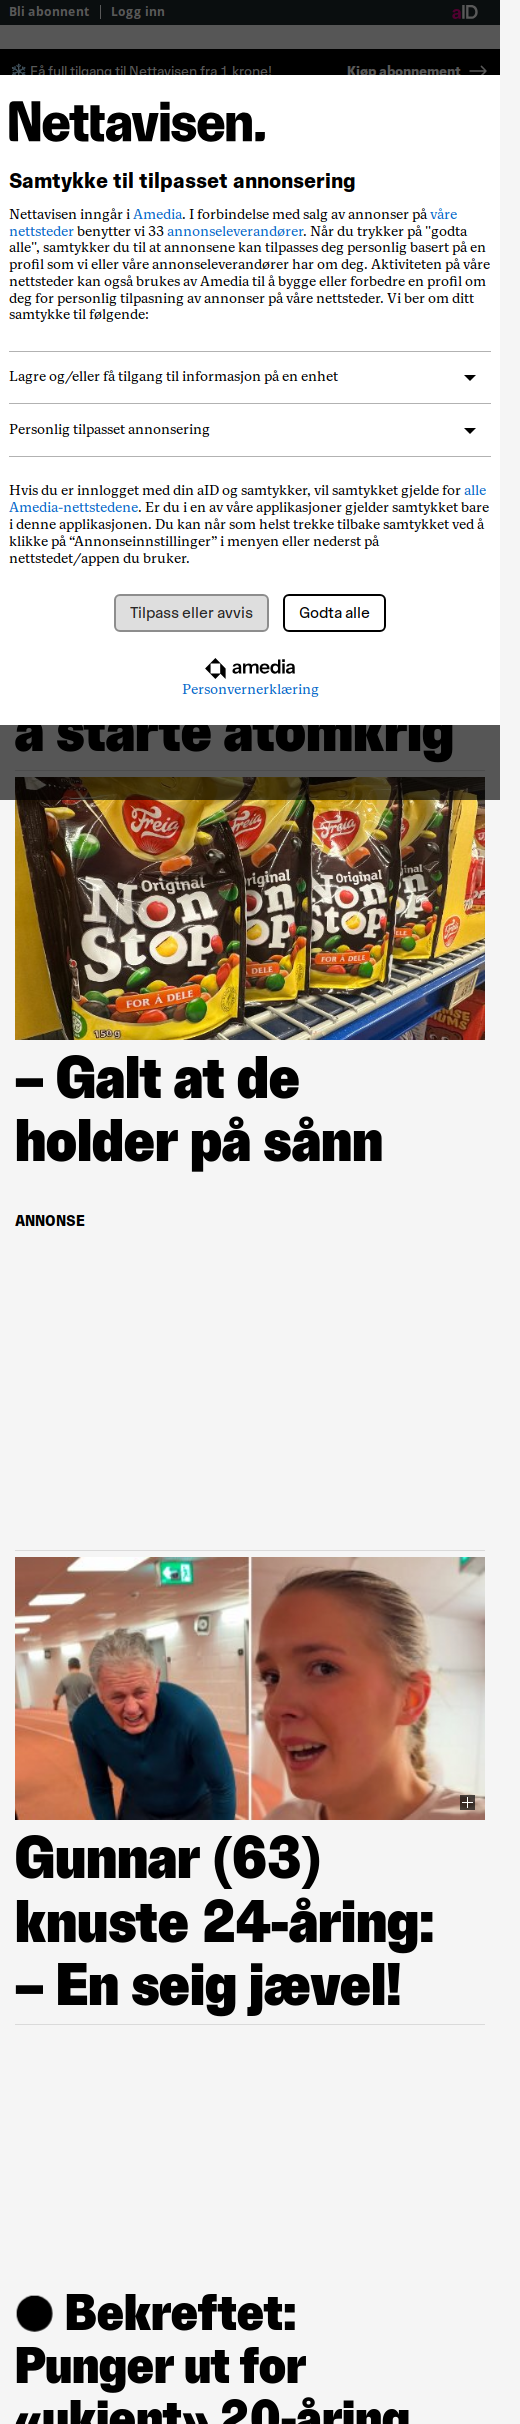 Bli abonnent | Logg inn
aID
Få full tilgang til Nettavisen fra 1 krone!
Kjøp abonnement
Nettavisen.
Samtykke til tilpasset annonsering
Nettavisen inngår i Amedia. I forbindelse med salg av annonser på våre
nettsteder benytter vi 33 annonseleverandører. Når du trykker på "godta
alle", samtykker du til at annonsene kan tilpasses deg personlig basert på en
profil som vi eller våre annonseleverandører har om deg. Aktiviteten på våre
nettsteder kan også brukes av Amedia til å bygge eller forbedre en profil om
deg for personlig tilpasning av annonser på våre nettsteder. Vi ber om ditt
samtykke til følgende:
Lagre og/eller få tilgang til informasjon på en enhet
Personlig tilpasset annonsering
Hvis du er innlogget med din aID og samtykker, vil samtykket gjelde for alle
Amedia-nettstedene. Er du i en av våre applikasjoner gjelder samtykket bare
i denne applikasjonen. Du kan når som helst trekke tilbake samtykket ved å
klikke på “Annonseinnstillinger” i menyen eller nederst på
nettstedet/appen du bruker.
Tilpass eller avvis
Godta alle
amedia
Personvernerklæring
å starte atomkrig
Freia
Original
Non
Stop
FOR Å DELE
150 g
– Galt at de
holder på sånn
ANNONSE
Gunnar (63)
knuste 24-åring:
– En seig jævel!
Bekreftet:
Punger ut for
«ukjent» 20-åring